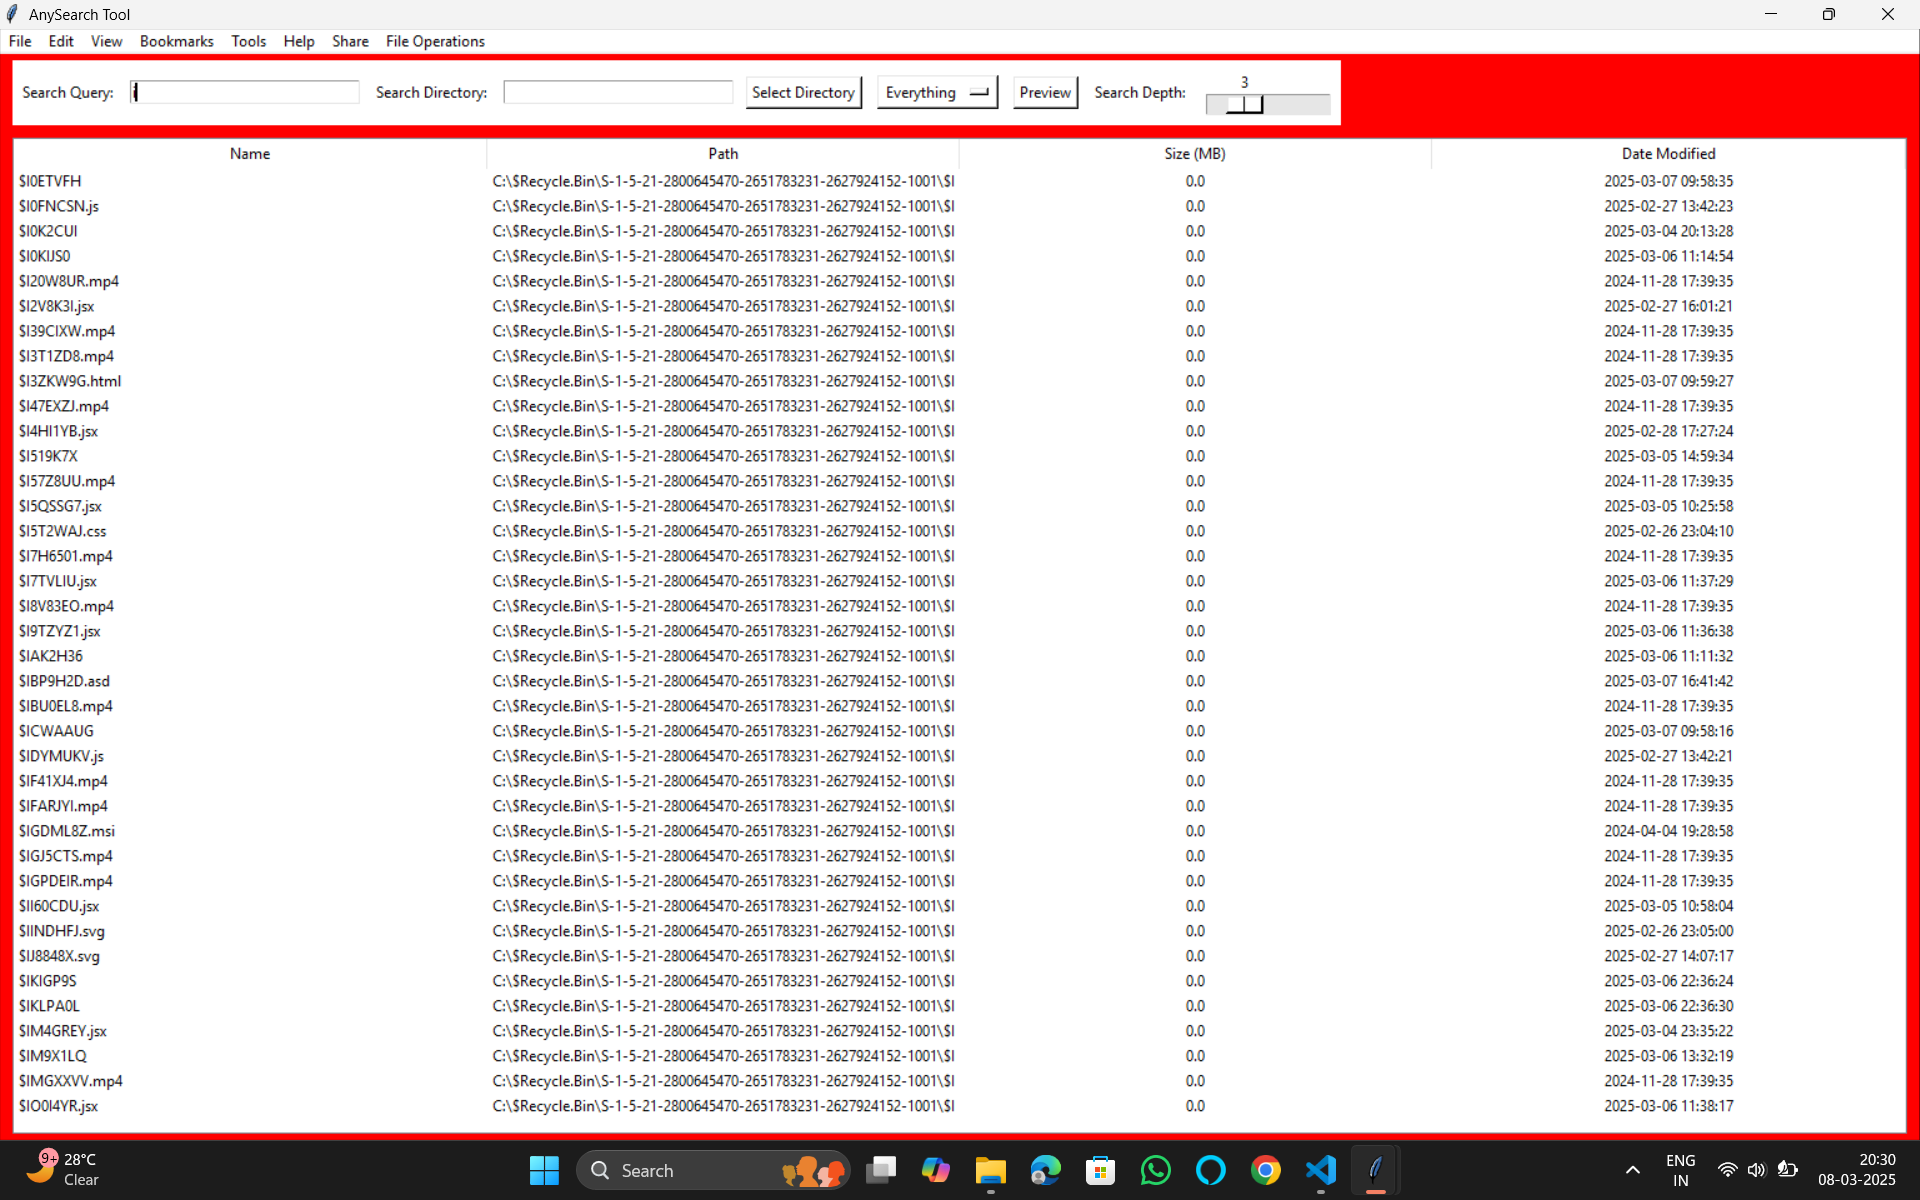 AnySearch Tool
File Edit View Bookmarks Tools Help Share File Operations
Search Query: Search Directory: Select Directory Everything Preview Search Depth: 3
Name Path Size (MB) Date Modified
$I0ETVFH C:\$Recycle.Bin\S-1-5-21-2800645470-2651783231-2627924152-1001\$I 0.0 2025-03-07 09:58:35
$I0FNCSN.js C:\$Recycle.Bin\S-1-5-21-2800645470-2651783231-2627924152-1001\$I 0.0 2025-02-27 13:42:23
$I0K2CUI C:\$Recycle.Bin\S-1-5-21-2800645470-2651783231-2627924152-1001\$I 0.0 2025-03-04 20:13:28
$I0KIJS0 C:\$Recycle.Bin\S-1-5-21-2800645470-2651783231-2627924152-1001\$I 0.0 2025-03-06 11:14:54
$I20W8UR.mp4 C:\$Recycle.Bin\S-1-5-21-2800645470-2651783231-2627924152-1001\$I 0.0 2024-11-28 17:39:35
$I2V8K3I.jsx C:\$Recycle.Bin\S-1-5-21-2800645470-2651783231-2627924152-1001\$I 0.0 2025-02-27 16:01:21
$I39CIXW.mp4 C:\$Recycle.Bin\S-1-5-21-2800645470-2651783231-2627924152-1001\$I 0.0 2024-11-28 17:39:35
$I3T1ZD8.mp4 C:\$Recycle.Bin\S-1-5-21-2800645470-2651783231-2627924152-1001\$I 0.0 2024-11-28 17:39:35
$I3ZKW9G.html C:\$Recycle.Bin\S-1-5-21-2800645470-2651783231-2627924152-1001\$I 0.0 2025-03-07 09:59:27
$I47EXZJ.mp4 C:\$Recycle.Bin\S-1-5-21-2800645470-2651783231-2627924152-1001\$I 0.0 2024-11-28 17:39:35
$I4HI1YB.jsx C:\$Recycle.Bin\S-1-5-21-2800645470-2651783231-2627924152-1001\$I 0.0 2025-02-28 17:27:24
$I519K7X C:\$Recycle.Bin\S-1-5-21-2800645470-2651783231-2627924152-1001\$I 0.0 2025-03-05 14:59:34
$I57Z8UU.mp4 C:\$Recycle.Bin\S-1-5-21-2800645470-2651783231-2627924152-1001\$I 0.0 2024-11-28 17:39:35
$I5QSSG7.jsx C:\$Recycle.Bin\S-1-5-21-2800645470-2651783231-2627924152-1001\$I 0.0 2025-03-05 10:25:58
$I5T2WAJ.css C:\$Recycle.Bin\S-1-5-21-2800645470-2651783231-2627924152-1001\$I 0.0 2025-02-26 23:04:10
$I7H6501.mp4 C:\$Recycle.Bin\S-1-5-21-2800645470-2651783231-2627924152-1001\$I 0.0 2024-11-28 17:39:35
$I7TVLIU.jsx C:\$Recycle.Bin\S-1-5-21-2800645470-2651783231-2627924152-1001\$I 0.0 2025-03-06 11:37:29
$I8V83EO.mp4 C:\$Recycle.Bin\S-1-5-21-2800645470-2651783231-2627924152-1001\$I 0.0 2024-11-28 17:39:35
$I9TZYZ1.jsx C:\$Recycle.Bin\S-1-5-21-2800645470-2651783231-2627924152-1001\$I 0.0 2025-03-06 11:36:38
$IAK2H36 C:\$Recycle.Bin\S-1-5-21-2800645470-2651783231-2627924152-1001\$I 0.0 2025-03-06 11:11:32
$IBP9H2D.asd C:\$Recycle.Bin\S-1-5-21-2800645470-2651783231-2627924152-1001\$I 0.0 2025-03-07 16:41:42
$IBU0EL8.mp4 C:\$Recycle.Bin\S-1-5-21-2800645470-2651783231-2627924152-1001\$I 0.0 2024-11-28 17:39:35
$ICWAAUG C:\$Recycle.Bin\S-1-5-21-2800645470-2651783231-2627924152-1001\$I 0.0 2025-03-07 09:58:16
$IDYMUKV.js C:\$Recycle.Bin\S-1-5-21-2800645470-2651783231-2627924152-1001\$I 0.0 2025-02-27 13:42:21
$IF41XJ4.mp4 C:\$Recycle.Bin\S-1-5-21-2800645470-2651783231-2627924152-1001\$I 0.0 2024-11-28 17:39:35
$IFARJYI.mp4 C:\$Recycle.Bin\S-1-5-21-2800645470-2651783231-2627924152-1001\$I 0.0 2024-11-28 17:39:35
$IGDML8Z.msi C:\$Recycle.Bin\S-1-5-21-2800645470-2651783231-2627924152-1001\$I 0.0 2024-04-04 19:28:58
$IGJ5CTS.mp4 C:\$Recycle.Bin\S-1-5-21-2800645470-2651783231-2627924152-1001\$I 0.0 2024-11-28 17:39:35
$IGPDEIR.mp4 C:\$Recycle.Bin\S-1-5-21-2800645470-2651783231-2627924152-1001\$I 0.0 2024-11-28 17:39:35
$II60CDU.jsx C:\$Recycle.Bin\S-1-5-21-2800645470-2651783231-2627924152-1001\$I 0.0 2025-03-05 10:58:04
$IINDHFJ.svg C:\$Recycle.Bin\S-1-5-21-2800645470-2651783231-2627924152-1001\$I 0.0 2025-02-26 23:05:00
$IJ8848X.svg C:\$Recycle.Bin\S-1-5-21-2800645470-2651783231-2627924152-1001\$I 0.0 2025-02-27 14:07:17
$IKIGP9S C:\$Recycle.Bin\S-1-5-21-2800645470-2651783231-2627924152-1001\$I 0.0 2025-03-06 22:36:24
$IKLPA0L C:\$Recycle.Bin\S-1-5-21-2800645470-2651783231-2627924152-1001\$I 0.0 2025-03-06 22:36:30
$IM4GREY.jsx C:\$Recycle.Bin\S-1-5-21-2800645470-2651783231-2627924152-1001\$I 0.0 2025-03-04 23:35:22
$IM9X1LQ C:\$Recycle.Bin\S-1-5-21-2800645470-2651783231-2627924152-1001\$I 0.0 2025-03-06 13:32:19
$IMGXXVV.mp4 C:\$Recycle.Bin\S-1-5-21-2800645470-2651783231-2627924152-1001\$I 0.0 2024-11-28 17:39:35
$IO0I4YR.jsx C:\$Recycle.Bin\S-1-5-21-2800645470-2651783231-2627924152-1001\$I 0.0 2025-03-06 11:38:17
9+ 28°C
Clear
Search
ENG
IN
20:30
08-03-2025